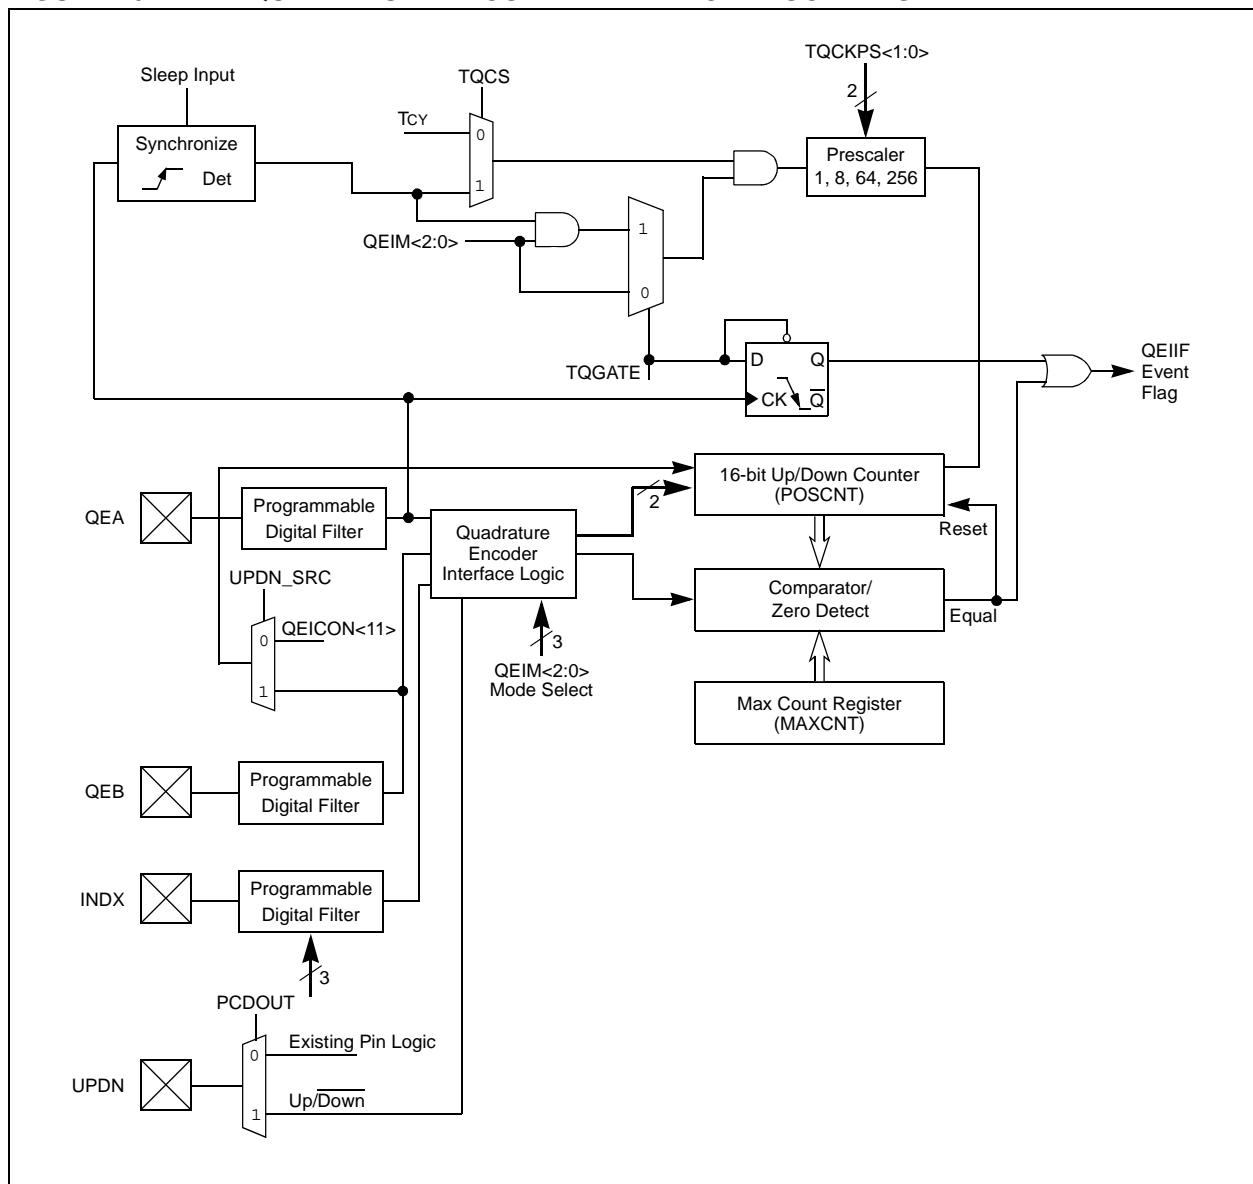 TQCKPS<1:0>
Sleep Input
TQCS
2
TCY
0
Synchronize
Det
1
Prescaler
1, 8, 64, 256
QEIM<2:0>
1
0
TQGATE
D
Q
CK
Q
QEIIF
Event
Flag
16-bit Up/Down Counter
(POSCNT)
2
Reset
QEA
Programmable
Digital Filter
Quadrature
Encoder
Interface Logic
UPDN_SRC
0
QEICON<11>
1
Comparator/
Zero Detect
Equal
3
QEIM<2:0>
Mode Select
Max Count Register
(MAXCNT)
QEB
Programmable
Digital Filter
INDX
Programmable
Digital Filter
3
PCDOUT
0
Existing Pin Logic
UPDN
1
Up/Down